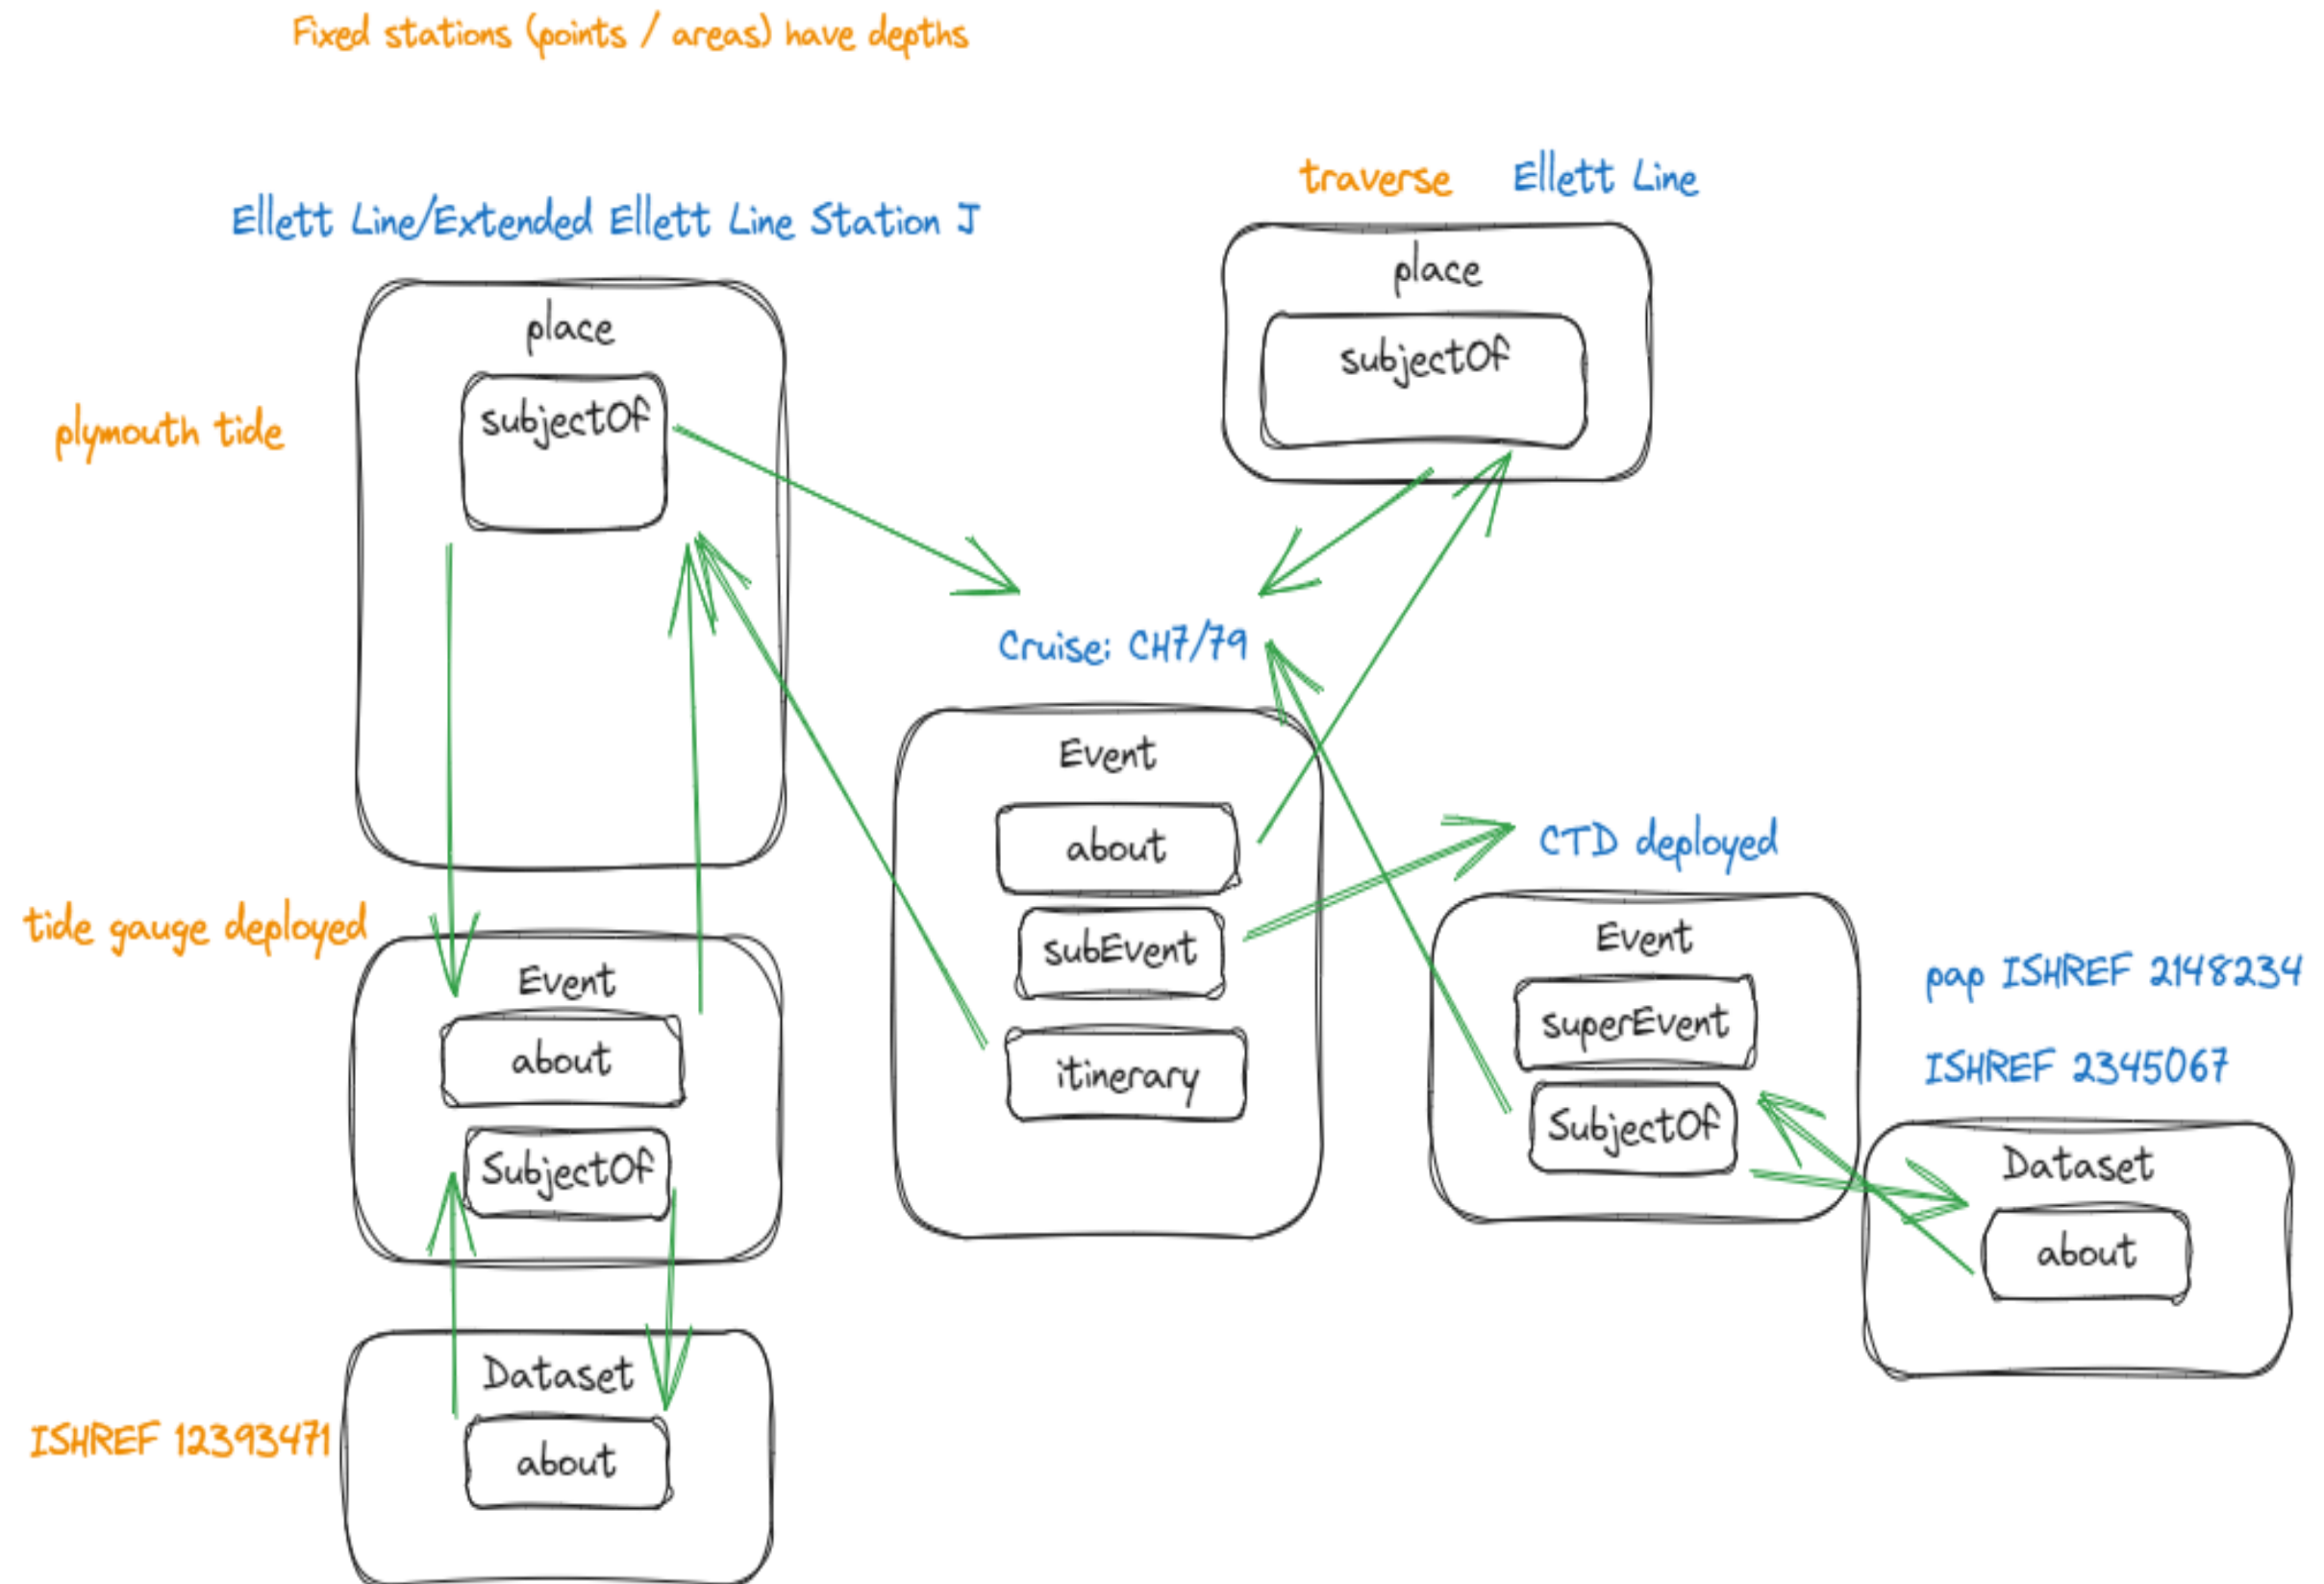 Fixed stations (points / areas) have depths
traverse Ellett Line
Ellett Line/Extended Ellett Line Station J
place
subjectOf
place
subjectOf
plymouth tide
Cruise: CH7/79
Event
about
subEvent
itinerary
CTD deployed
Event
superEvent
SubjectOf
pap ISHREF 2148234
ISHREF 2345067
Dataset
about
tide gauge deployed
Event
about
SubjectOf
Dataset
about
ISHREF 12393471